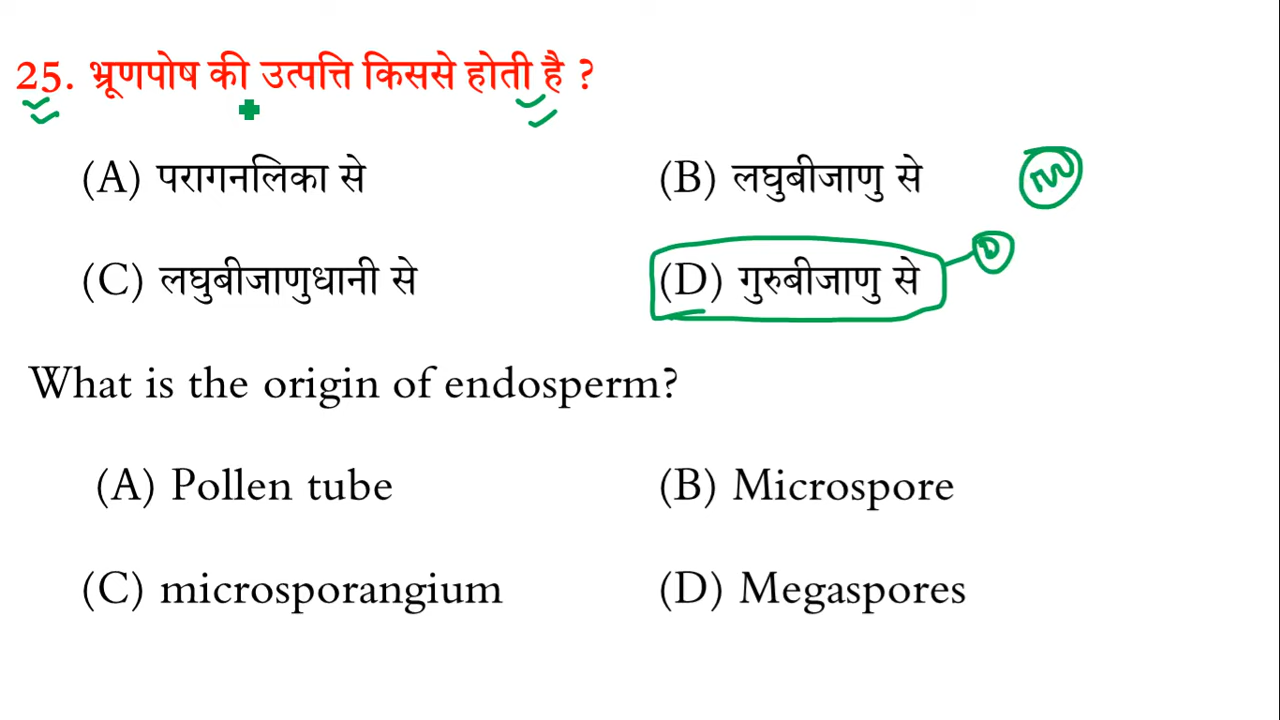 25. भ्रूणपोष की उत्पत्ति किससे होती है ?
(A) परागनलिका से (B) लघुबीजाणु से
(C) लघुबीजाणुधानी से (D) गुरुबीजाणु से
D
What is the origin of endosperm?
(A) Pollen tube (B) Microspore
(C) microsporangium (D) Megaspores